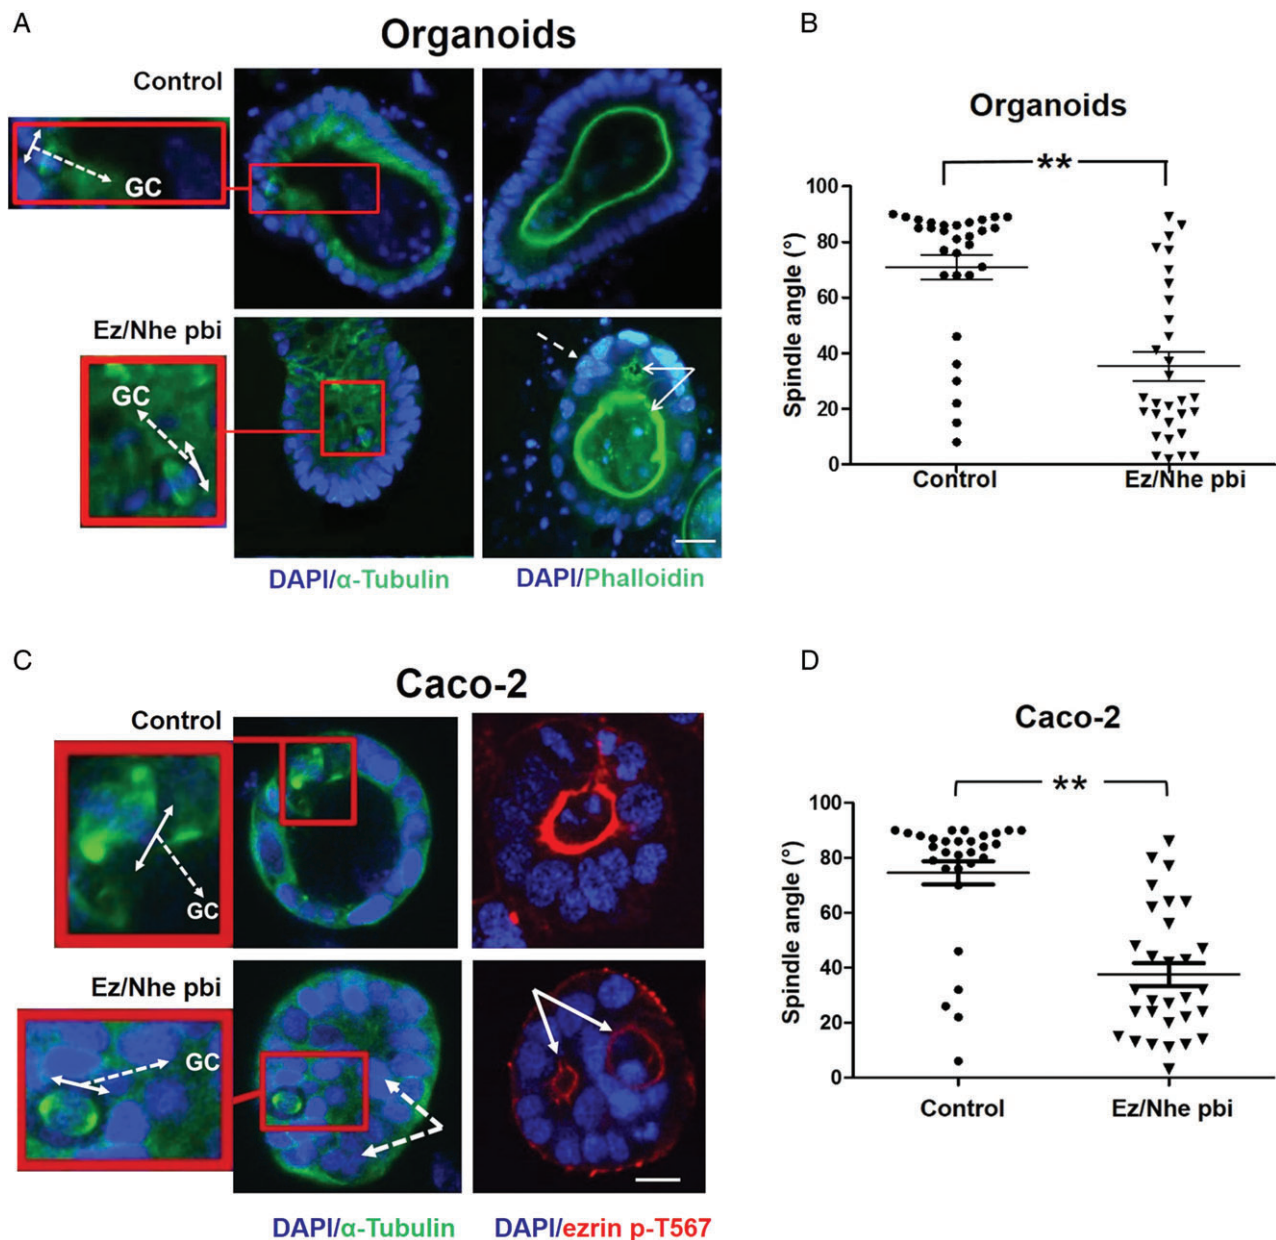 A
Organoids
Control
GC
Ez/Nhe pbi
GC
DAPI/α-Tubulin
DAPI/Phalloidin
B
Organoids
**
Spindle angle (°)
100
80
60
40
20
0
Control
Ez/Nhe pbi
C
Caco-2
Control
GC
Ez/Nhe pbi
GC
DAPI/α-Tubulin
DAPI/ezrin p-T567
D
Caco-2
**
Spindle angle (°)
100
80
60
40
20
0
Control
Ez/Nhe pbi